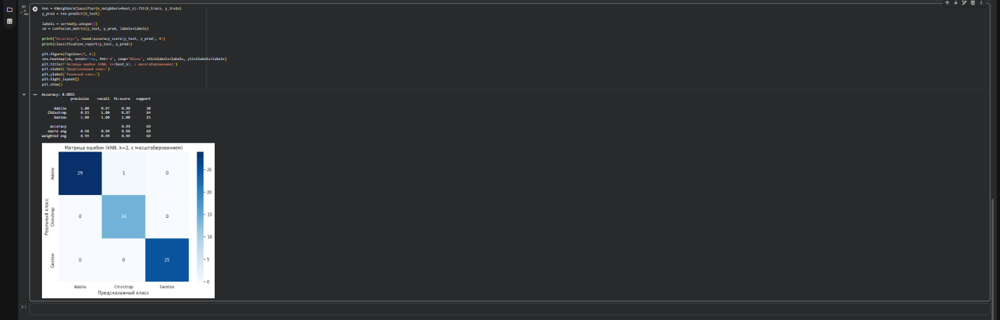 knn = KNeighborsClassifier(n_neighbors=best_k).fit(X_train, y_train)
y_pred = knn.predict(X_test)
labels = sorted(y.unique())
cm = confusion_matrix(y_test, y_pred, labels=labels)
print("Accuracy:", round(accuracy_score(y_test, y_pred), 4))
print(classification_report(y_test, y_pred))
plt.figure(figsize=(7, 6))
sns.heatmap(cm, annot=True, fmt='d', cmap='Blues', xticklabels=labels, yticklabels=labels)
plt.title(f'Матрица ошибок (kNN, k={best_k}, с масштабированием)')
plt.xlabel('Предсказанный класс')
plt.ylabel('Реальный класс')
plt.tight_layout()
plt.show()
Accuracy: 0.9855
precision recall f1-score support
Adelie 1.00 0.97 0.98 30
Chinstrap 0.93 1.00 0.97 14
Gentoo 1.00 1.00 1.00 25
accuracy 0.99 69
macro avg 0.98 0.99 0.98 69
weighted avg 0.99 0.99 0.99 69
Матрица ошибок (kNN, k=2, с масштабированием)
Adelie 29 1 0
Chinstrap 0 14 0
Gentoo 0 0 25
Реальный класс
Adelie Chinstrap Gentoo
Предсказанный класс
25
20
15
10
5
0
[ ]